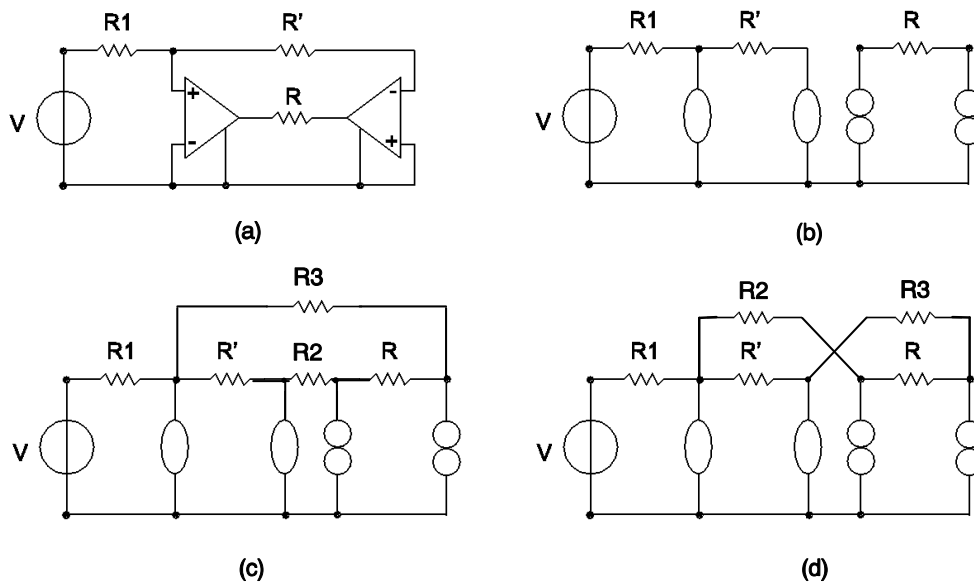 R1 R' R1 R' R
+ -
R
V V
- +
(a) (b)
R3 R2 R3
R1 R' R2 R R1 R' R
V V
(c) (d)